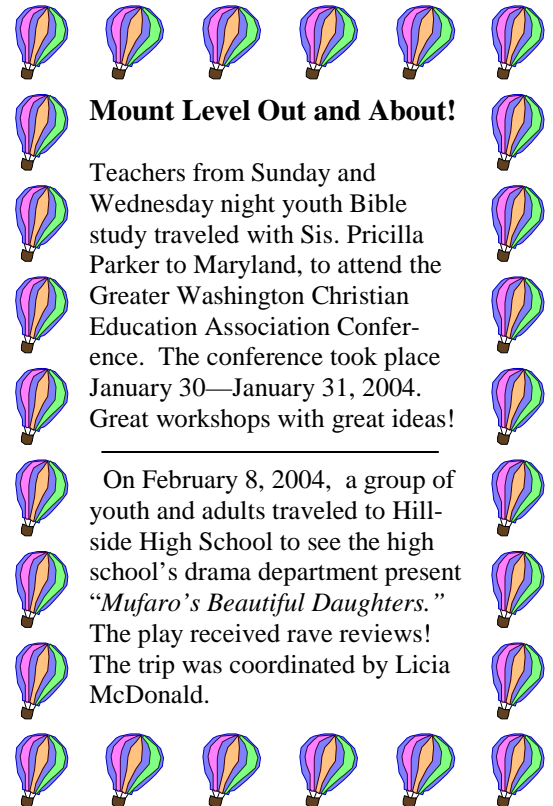 Mount Level Out and About!
Teachers from Sunday and
Wednesday night youth Bible
study traveled with Sis. Pricilla
Parker to Maryland, to attend the
Greater Washington Christian
Education Association Confer-
ence.  The conference took place
January 30—January 31, 2004.
Great workshops with great ideas!
On February 8, 2004,  a group of
youth and adults traveled to Hill-
side High School to see the high
school’s drama department present
“Mufaro’s Beautiful Daughters.”
The play received rave reviews!
The trip was coordinated by Licia
McDonald.